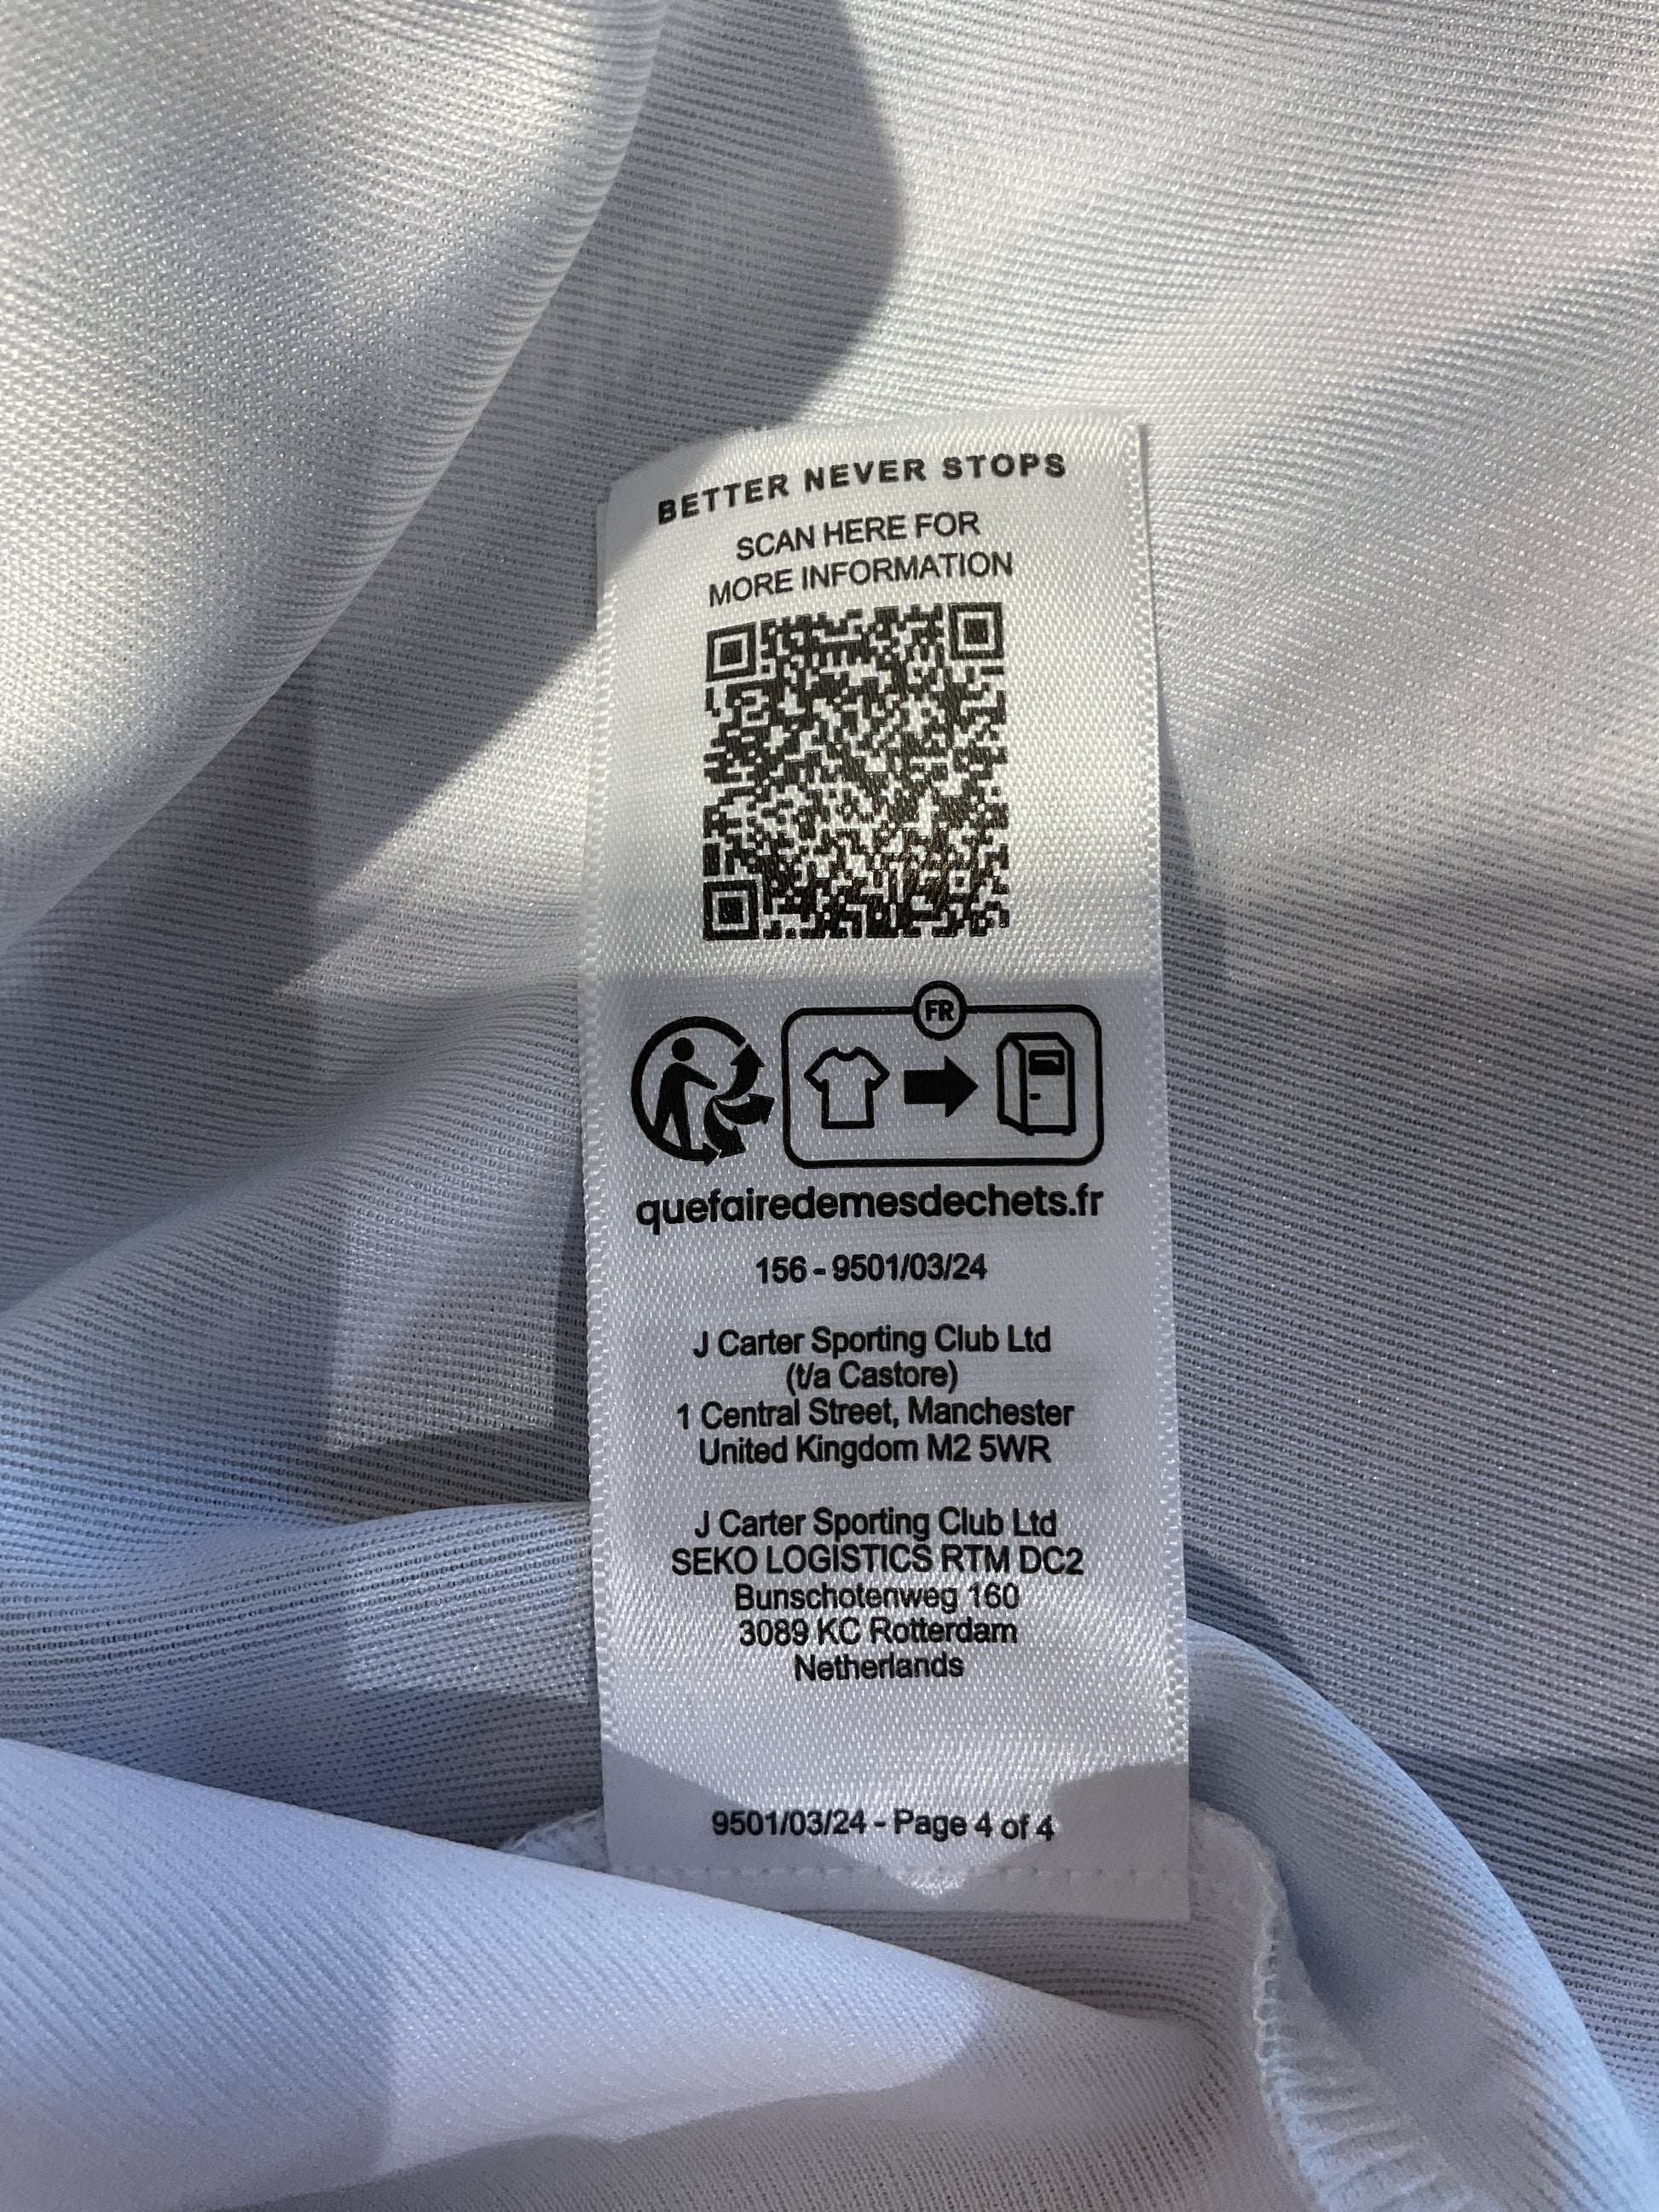 BETTER NEVER STOPS
SCAN HERE FOR
MORE INFORMATION
FR
quefairedemesdechets.fr
156 - 9501/03/24
J Carter Sporting Club Ltd
(t/a Castore)
1 Central Street, Manchester
United Kingdom M2 5WR
J Carter Sporting Club Ltd
SEKO LOGISTICS RTM DC2
Bunschotenweg 160
3089 KC Rotterdam
Netherlands
9501/03/24 - Page 4 of 4